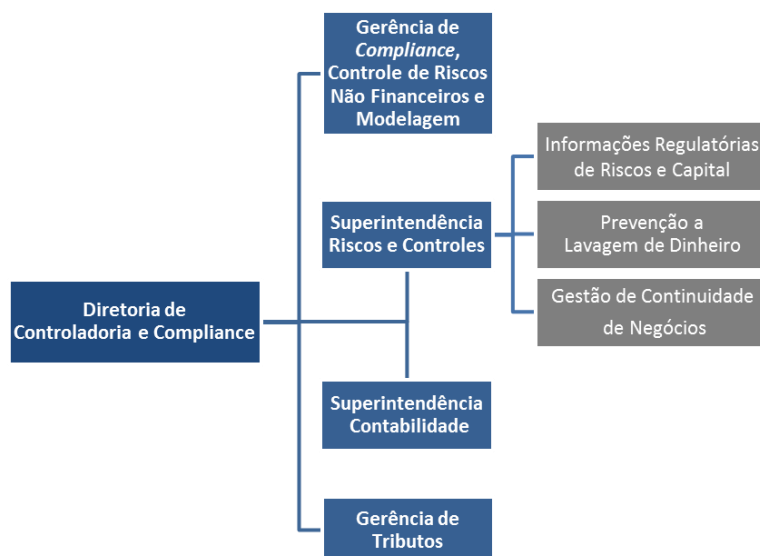 Gerência de
Compliance,
Controle de Riscos
Não Financeiros e
Modelagem
Informações Regulatórias
de Riscos e Capital
Superintendência
Riscos e Controles
Prevenção a
Lavagem de Dinheiro
Gestão de Continuidade
de Negócios
Diretoria de
Controladoria e Compliance
Superintendência
Contabilidade
Gerência de
Tributos